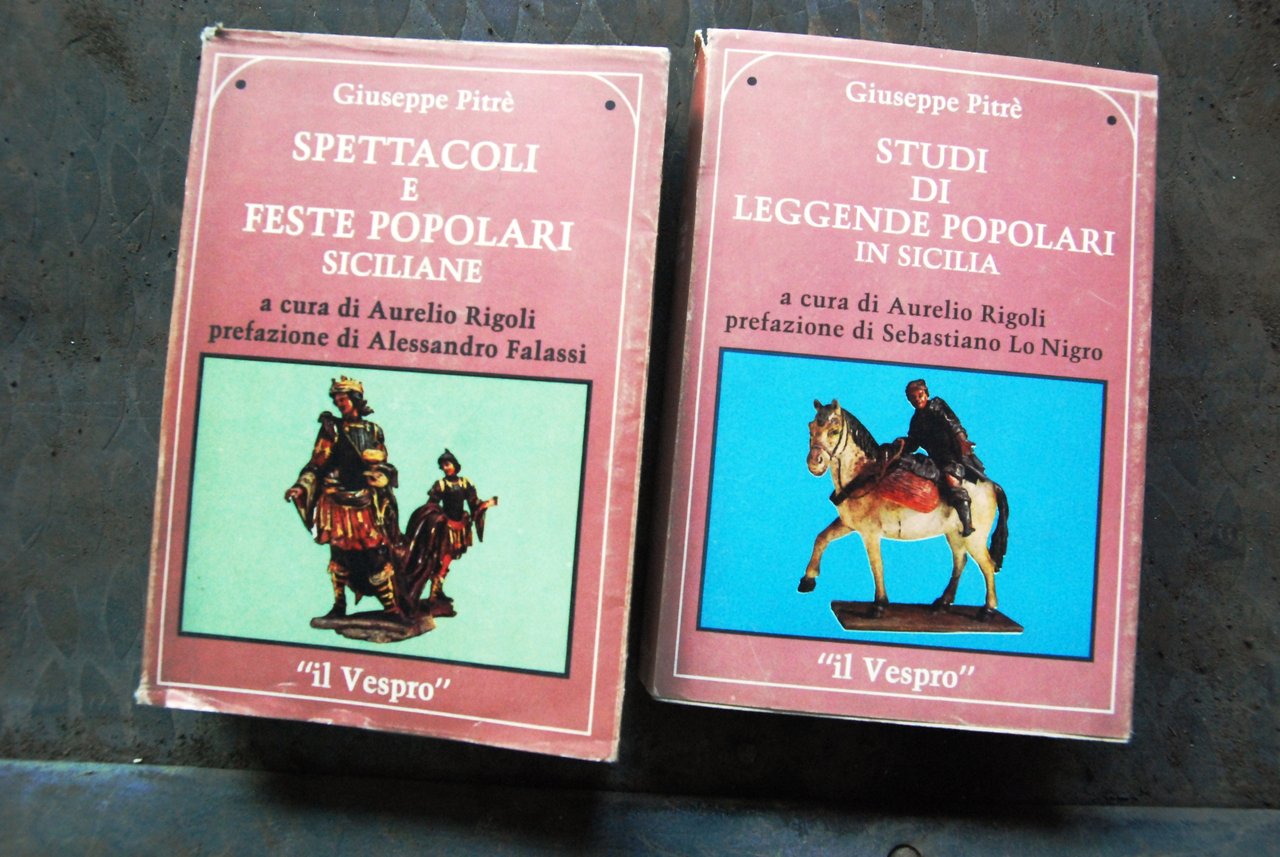 Giuseppe Pitrè
SPETTACOLI
E
FESTE POPOLARI
SICILIANE
a cura di Aurelio Rigoli
prefazione di Alessandro Falassi
“il Vespro”
Giuseppe Pitrè
STUDI
DI
LEGGENDE POPOLARI
IN SICILIA
a cura di Aurelio Rigoli
prefazione di Sebastiano Lo Nigro
“il Vespro”